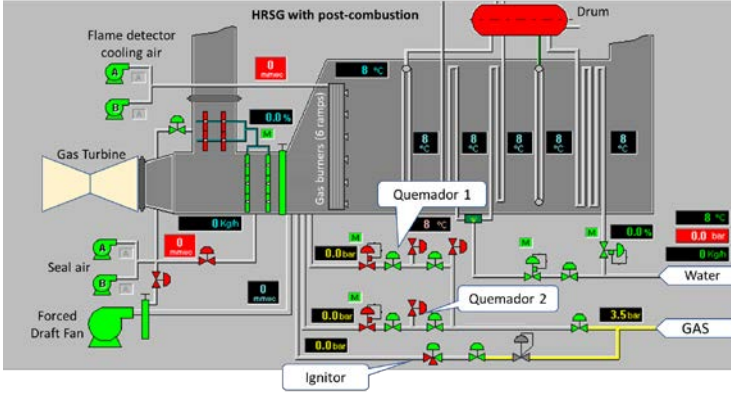 HRSG with post-combustion
Drum
Flame detector
cooling air
A
A
B
A
0
mmwc
8 °C
0.0 %
M
Gas Turbine
Gas burners (6 ramps)
8
°C
8
°C
8
°C
8
°C
8
°C
Quemador 1
0 Kg/h
8 °C
M
0.0 %
8 °C
0.0 bar
0 Kg/h
A
A
B
A
Seal air
0
mmwc
M
0.0 bar
M
Water
0
mmwc
M
0.0 bar
Quemador 2
3.5 bar
GAS
Forced
Draft Fan
0.0 bar
Ignitor